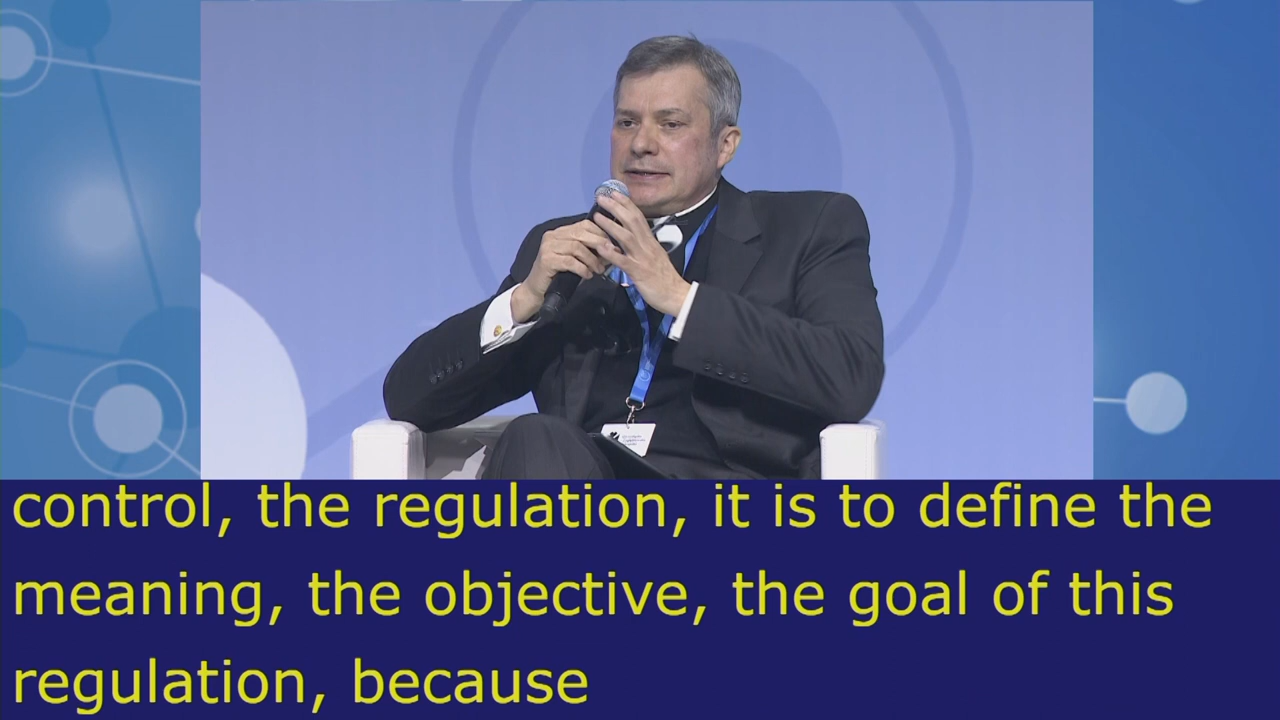 control, the regulation, it is to define the
meaning, the objective, the goal of this
regulation, because